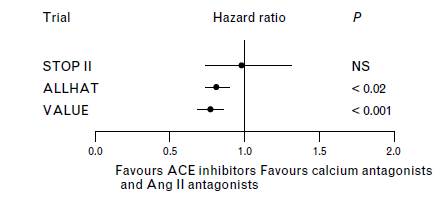 Trial Hazard ratio P
STOP II NS
ALLHAT < 0.02
VALUE < 0.001
0.0 0.5 1.0 1.5 2.0
Favours ACE inhibitors Favours calcium antagonists
and Ang II antagonists